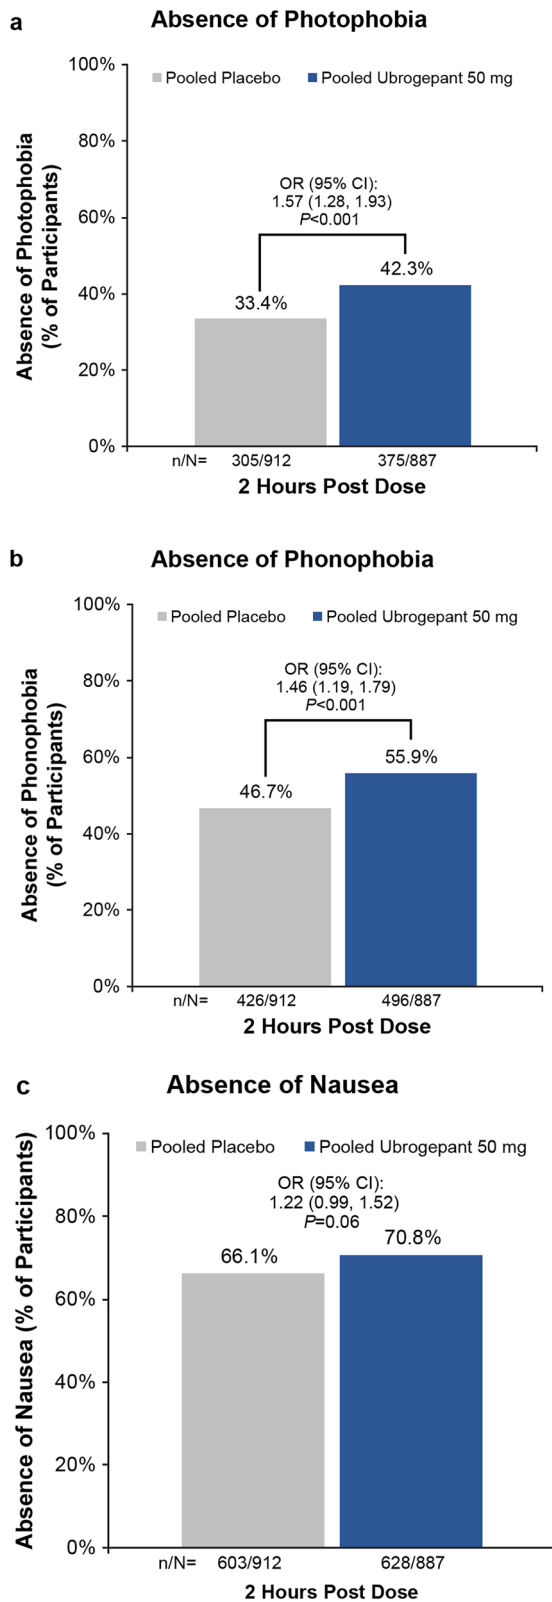 a
Absence of Photophobia
100%
80%
60%
40%
20%
0%
Absence of Photophobia
(% of Participants)
Pooled Placebo
Pooled Ubrogepant 50 mg
OR (95% CI):
1.57 (1.28, 1.93)
P<0.001
33.4%
42.3%
n/N=
305/912
375/887
2 Hours Post Dose
b
Absence of Phonophobia
100%
80%
60%
40%
20%
0%
Absence of Phonophobia
(% of Participants)
Pooled Placebo
Pooled Ubrogepant 50 mg
OR (95% CI):
1.46 (1.19, 1.79)
P<0.001
46.7%
55.9%
n/N=
426/912
496/887
2 Hours Post Dose
c
Absence of Nausea
100%
80%
60%
40%
20%
0%
Absence of Nausea (% of Participants)
Pooled Placebo
Pooled Ubrogepant 50 mg
OR (95% CI):
1.22 (0.99, 1.52)
P=0.06
66.1%
70.8%
n/N=
603/912
628/887
2 Hours Post Dose